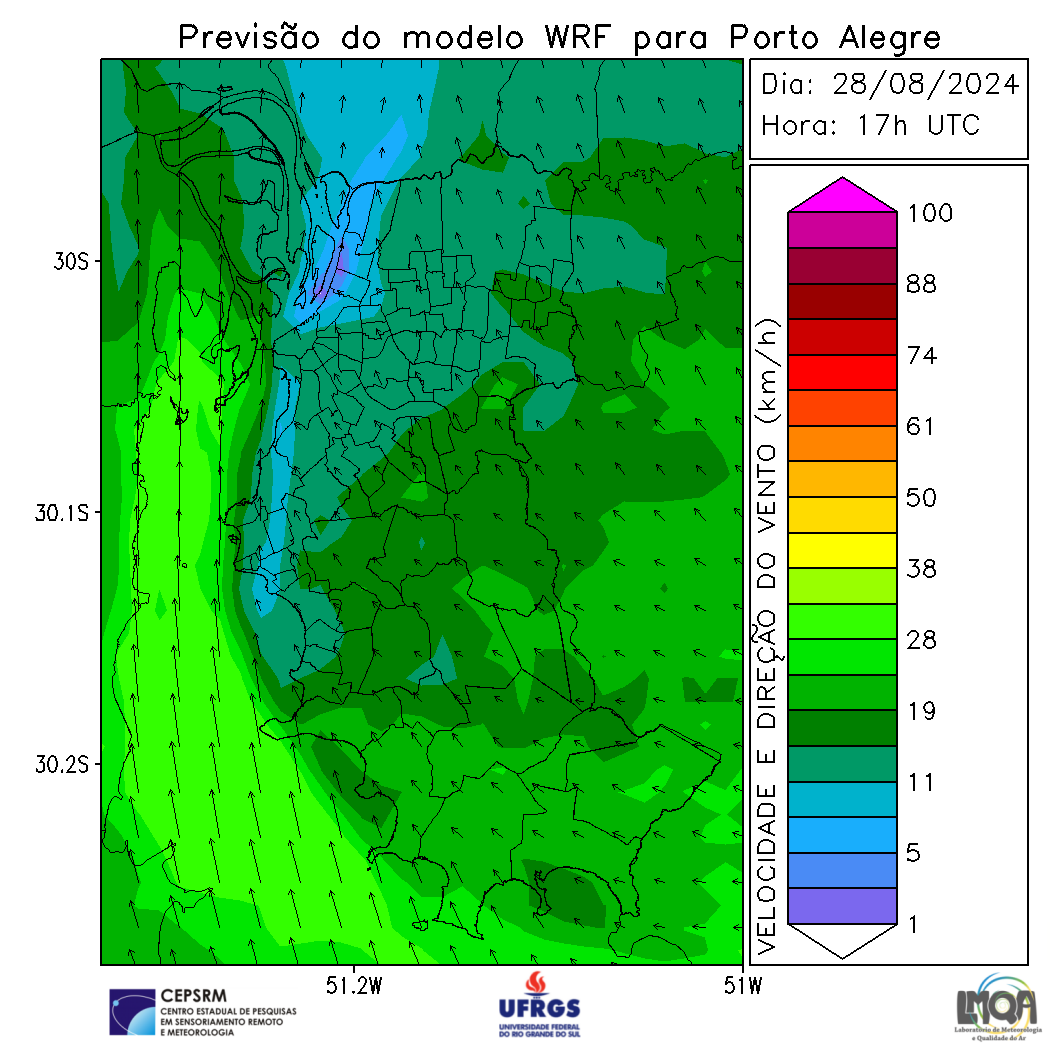 Previsão do modelo WRF para Porto Alegre
Dia: 28/08/2024
Hora: 17h UTC
30S
30.1S
30.2S
51.2W
51W
VELOCIDADE E DIREÇÃO DO VENTO (km/h)
100
88
74
61
50
38
28
19
11
5
1
CEPSRM
CENTRO ESTADUAL DE PESQUISAS
EM SENSORIAMENTO REMOTO
E METEOROLOGIA
UFRGS
UNIVERSIDADE FEDERAL
DO RIO GRANDE DO SUL
LMQA
Laboratório de Meteorologia
e Qualidade do Ar